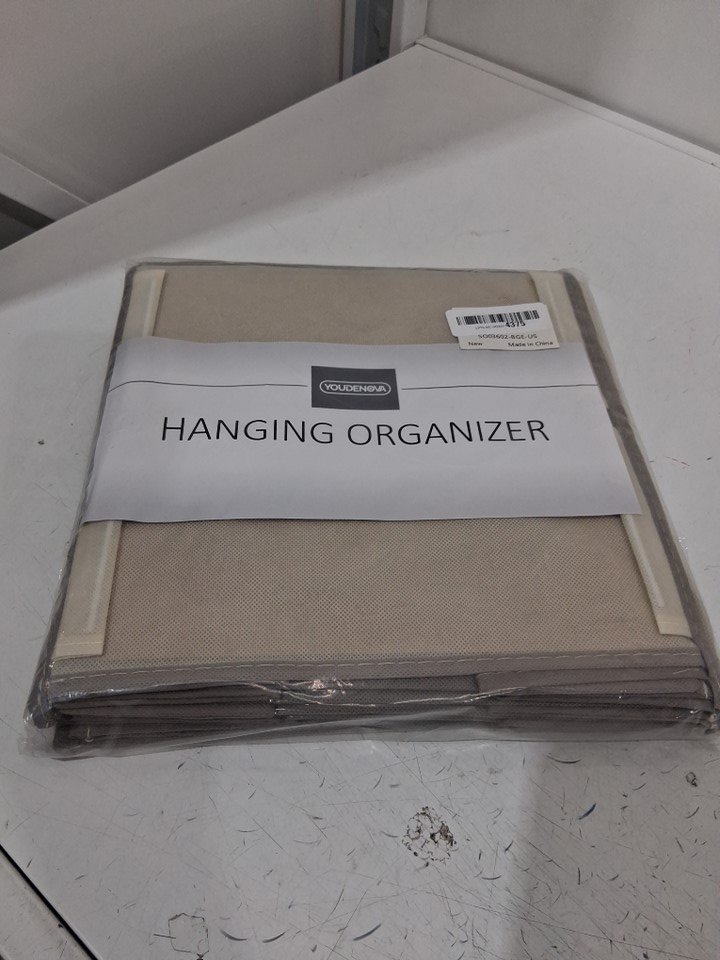 4375
SO03602-BGE-US
New Made in China
YOUDENOVA
HANGING ORGANIZER